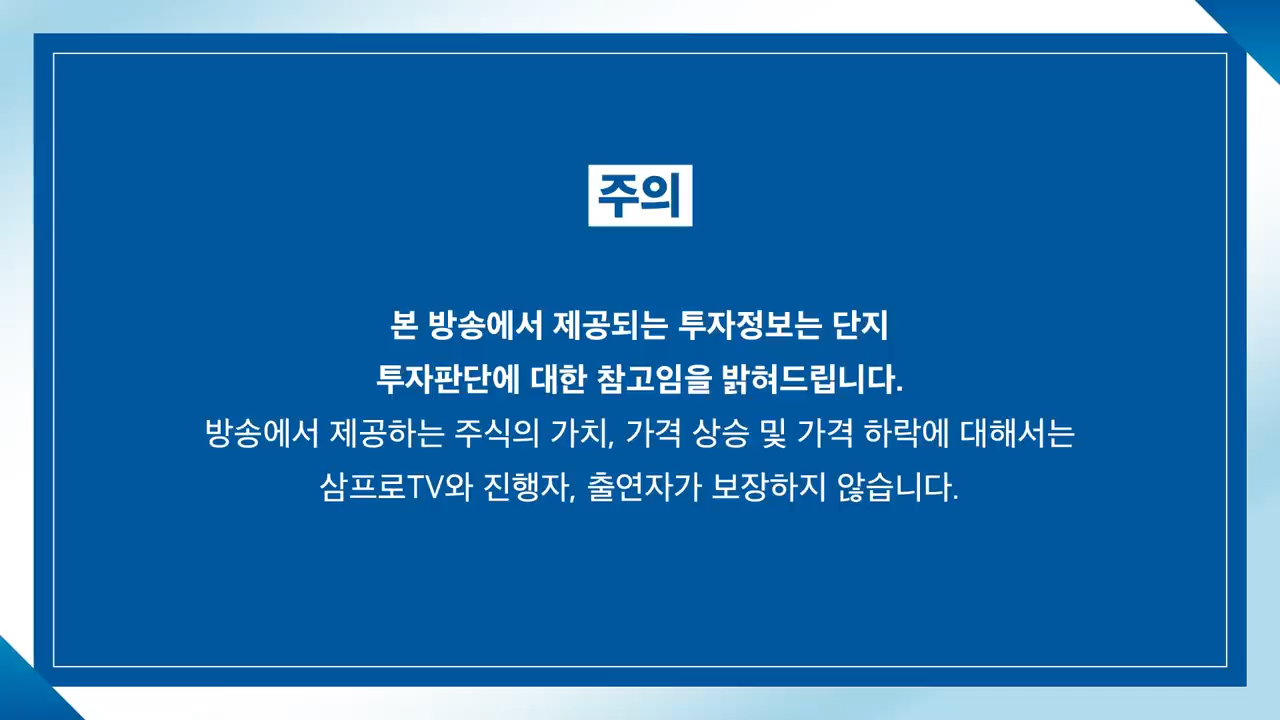 주의
본 방송에서 제공되는 투자정보는 단지
투자판단에 대한 참고임을 밝혀드립니다.
방송에서 제공하는 주식의 가치, 가격 상승 및 가격 하락에 대해서는
삼프로TV와 진행자, 출연자가 보장하지 않습니다.